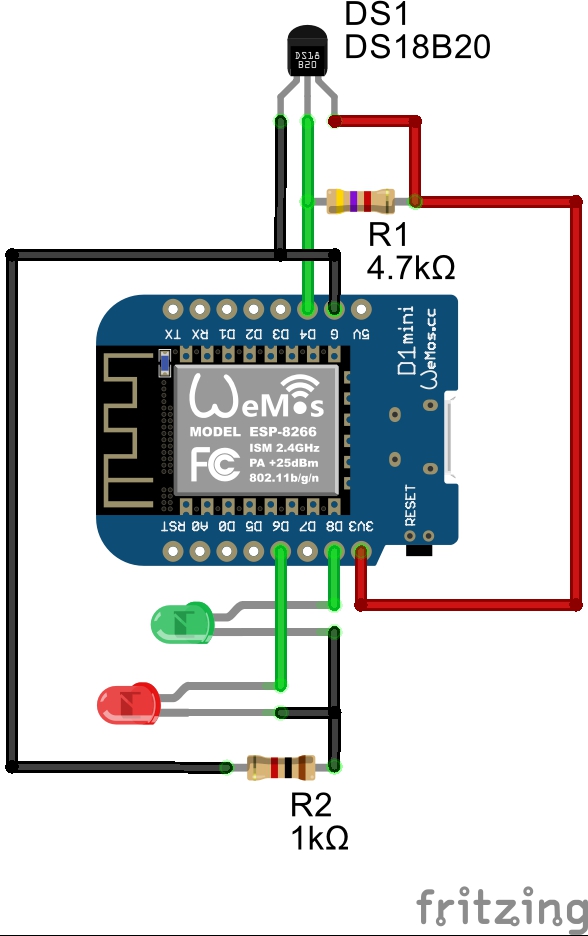 DS1
DS18B20
DS18
B20
R1
4.7kΩ
TX
RX
D1
D2
D3
D4
G
5V
D1 mini
WeMos.cc
WeMos
MODEL ESP-8266
ISM 2.4GHz
PA +25dBm
802.11b/g/n
FC
RESET
RST
A0
D0
D5
D6
D7
D8
3V3
R2
1kΩ
fritzing